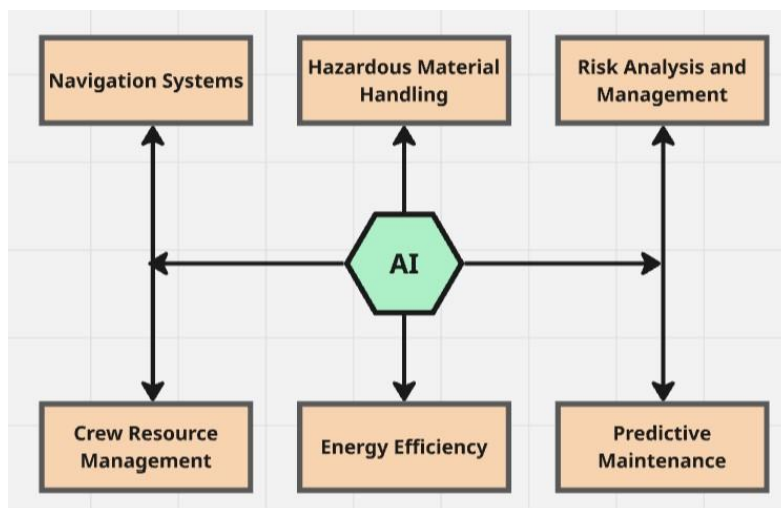 Navigation Systems
Hazardous Material
Handling
Risk Analysis and
Management
AI
Crew Resource
Management
Energy Efficiency
Predictive
Maintenance